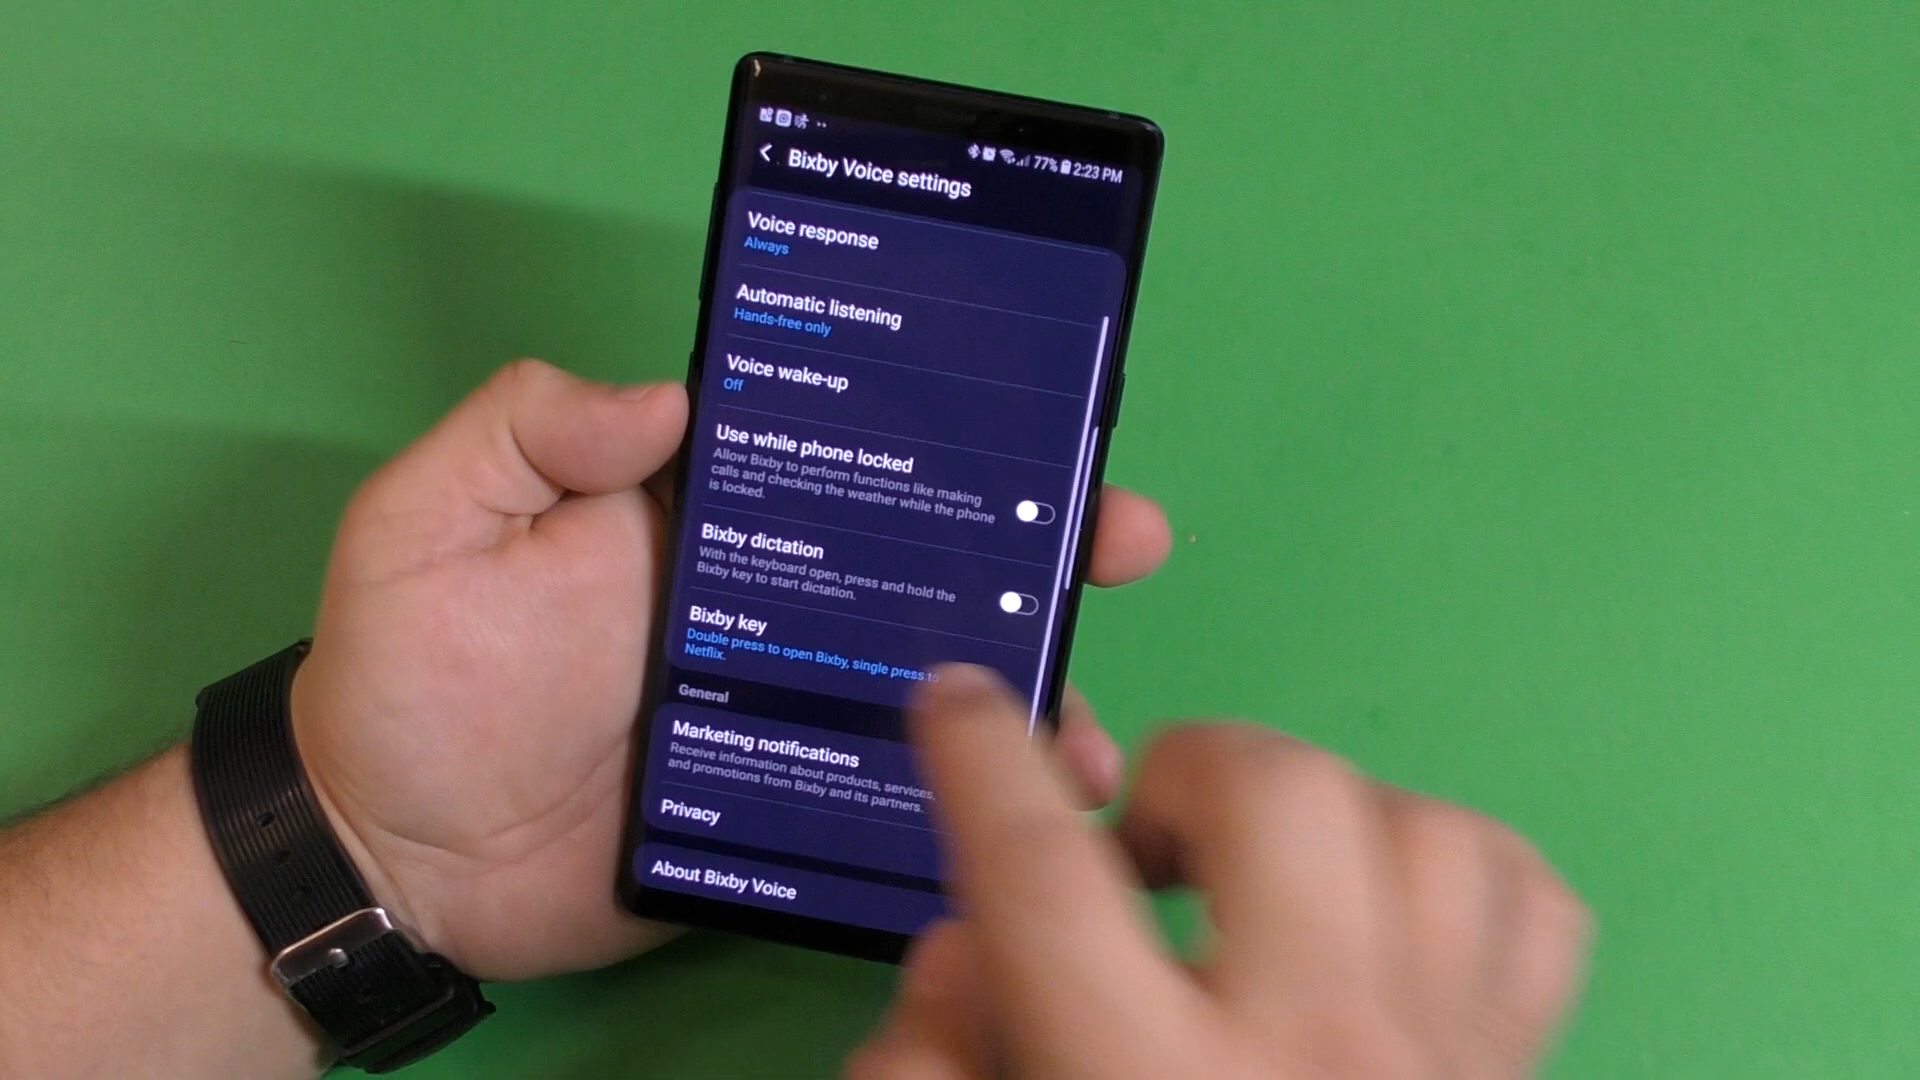 77% 2:23 PM
Bixby Voice settings
Voice response
Always
Automatic listening
Hands-free only
Voice wake-up
Off
Use while phone locked
Allow Bixby to perform functions like making
calls and checking the weather while the phone
is locked.
Bixby dictation
With the keyboard open, press and hold the
Bixby key to start dictation.
Bixby key
Double press to open Bixby, single press to
Netflix.
General
Marketing notifications
Receive information about products, services,
and promotions from Bixby and its partners.
Privacy
About Bixby Voice